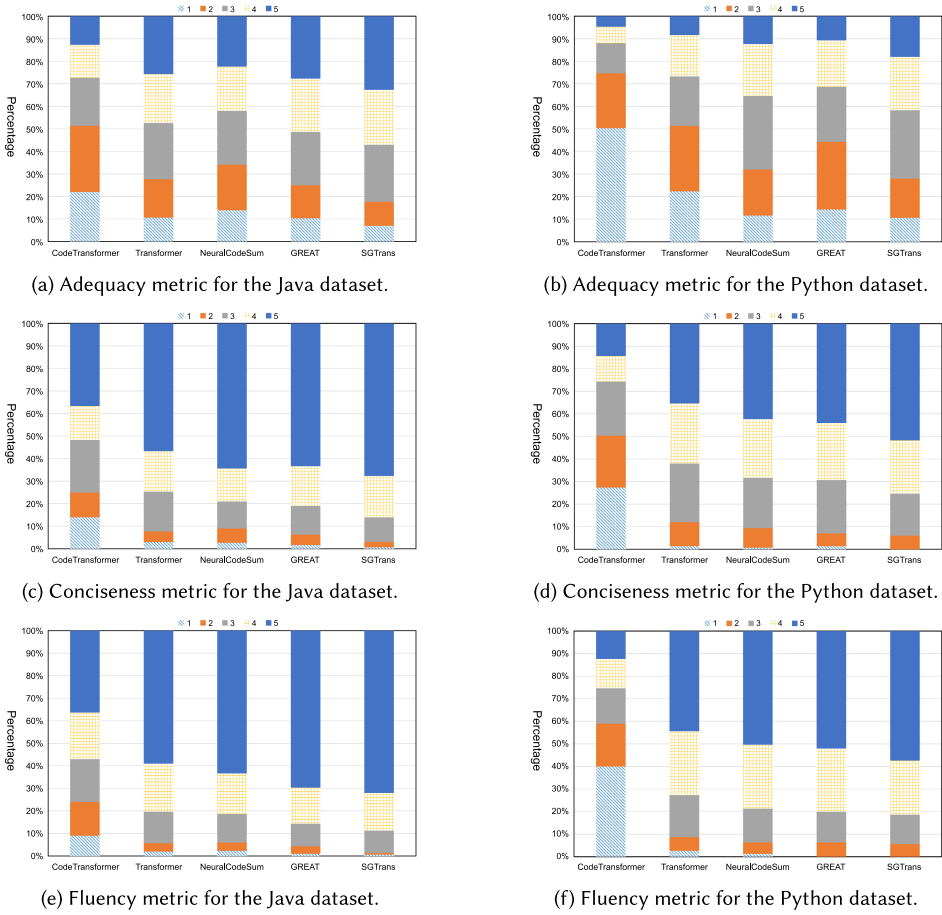 1 2 3 4 5
100%
90%
80%
70%
60%
50%
40%
30%
20%
10%
0%
Percentage
CodeTransformer Transformer NeuralCodeSum GREAT SGTrans
(a) Adequacy metric for the Java dataset.
1 2 3 4 5
100%
90%
80%
70%
60%
50%
40%
30%
20%
10%
0%
Percentage
CodeTransformer Transformer NeuralCodeSum GREAT SGTrans
(b) Adequacy metric for the Python dataset.
1 2 3 4 5
100%
90%
80%
70%
60%
50%
40%
30%
20%
10%
0%
Percentage
CodeTransformer Transformer NeuralCodeSum GREAT SGTrans
(c) Conciseness metric for the Java dataset.
1 2 3 4 5
100%
90%
80%
70%
60%
50%
40%
30%
20%
10%
0%
Percentage
CodeTransformer Transformer NeuralCodeSum GREAT SGTrans
(d) Conciseness metric for the Python dataset.
1 2 3 4 5
100%
90%
80%
70%
60%
50%
40%
30%
20%
10%
0%
Percentage
CodeTransformer Transformer NeuralCodeSum GREAT SGTrans
(e) Fluency metric for the Java dataset.
1 2 3 4 5
100%
90%
80%
70%
60%
50%
40%
30%
20%
10%
0%
Percentage
CodeTransformer Transformer NeuralCodeSum GREAT SGTrans
(f) Fluency metric for the Python dataset.